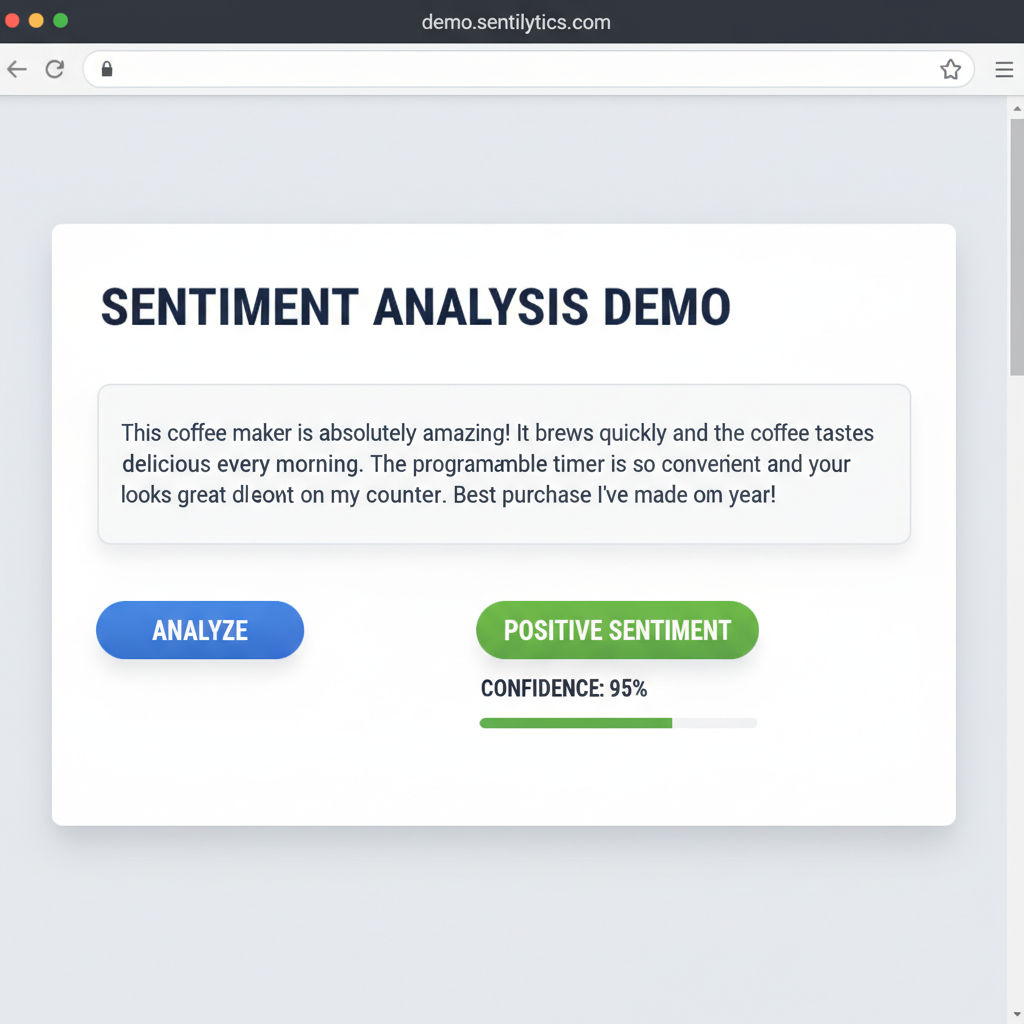 demo.sentilytics.com
SENTIMENT ANALYSIS DEMO
This coffee maker is absolutely amazing! It brews quickly and the coffee tastes
delicious every morning. The programamble timer is so convenient and your
looks great on my counter. Best purchase I've made om year!
ANALYZE
POSITIVE SENTIMENT
CONFIDENCE: 95%